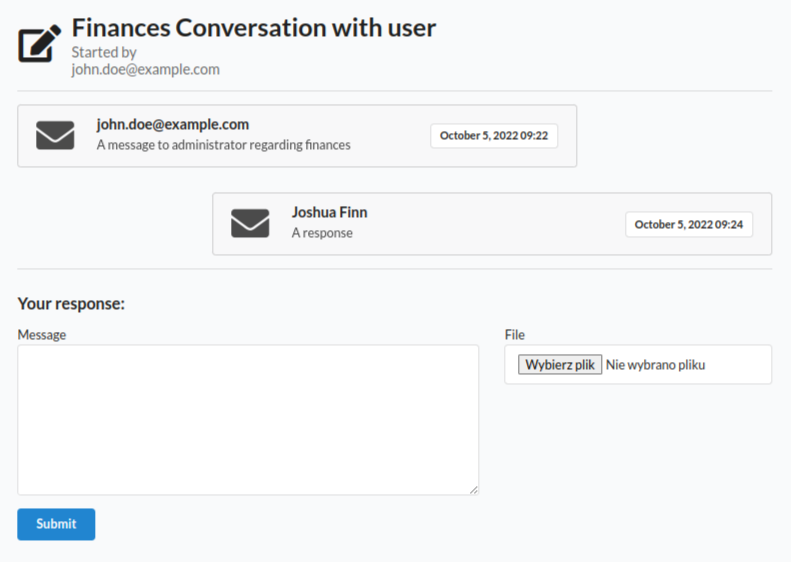 Finances Conversation with user
Started by
john.doe@example.com
john.doe@example.com
A message to administrator regarding finances
October 5, 2022 09:22
Joshua Finn
A response
October 5, 2022 09:24
Your response:
Message
File
Wybierz plik Nie wybrano pliku
Submit